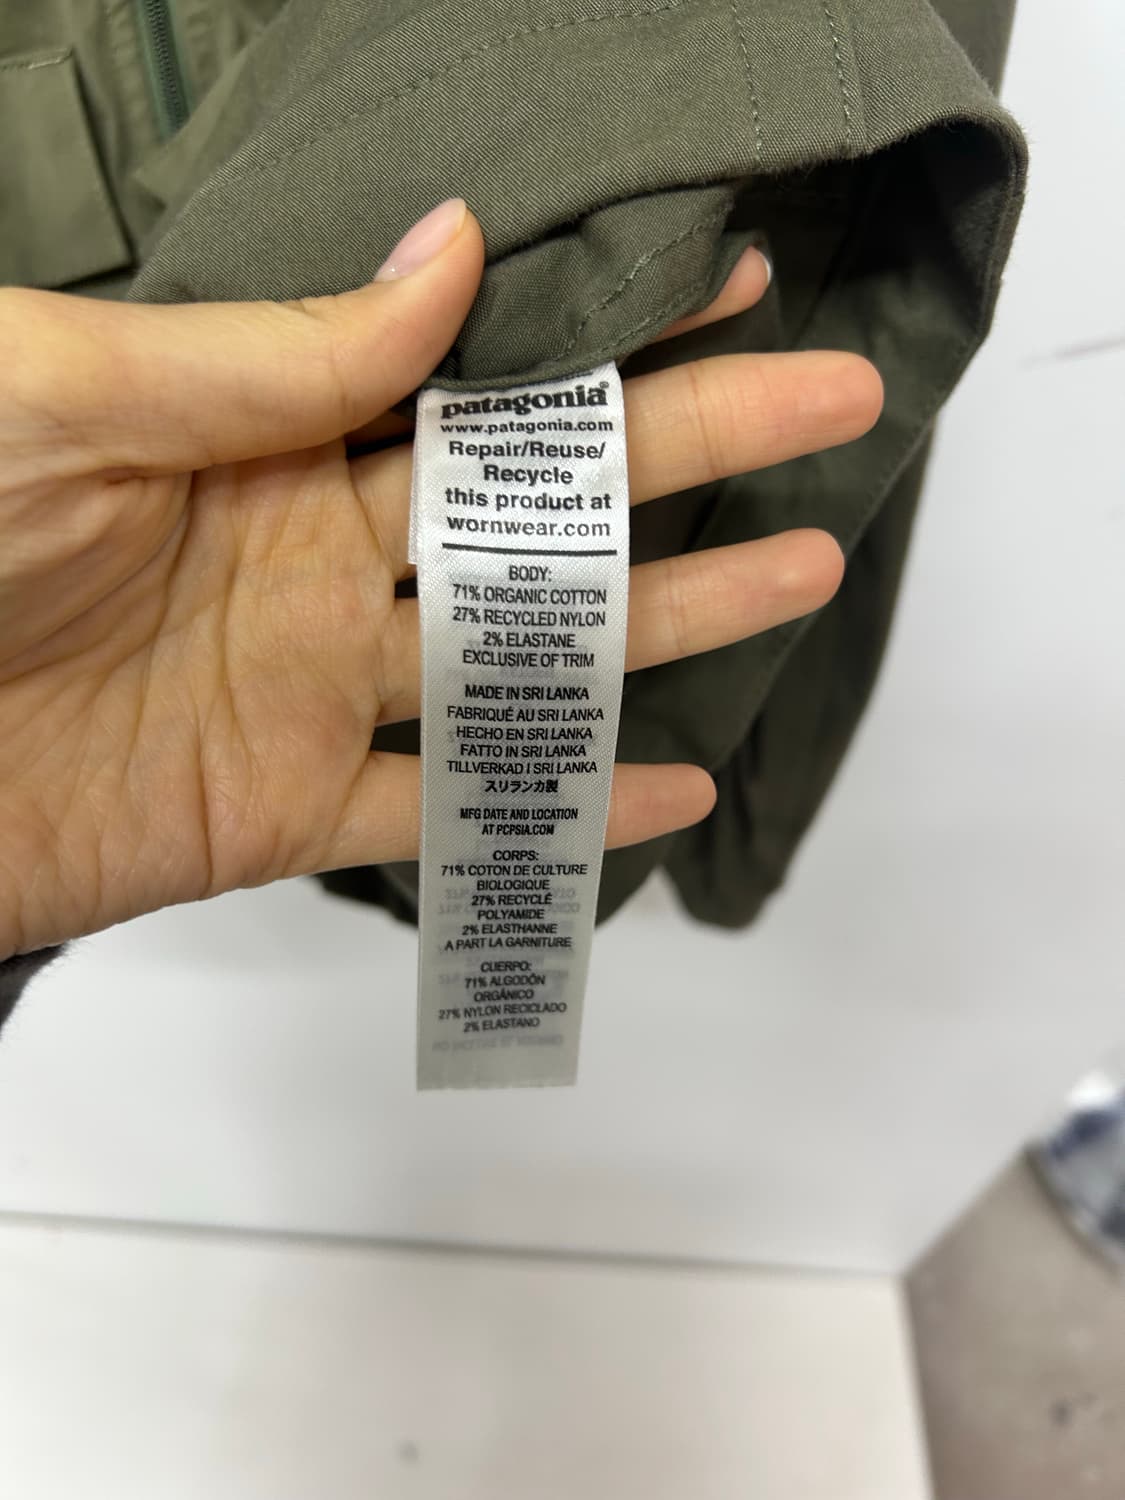 patagonia®
www.patagonia.com
Repair/Reuse/
Recycle
this product at
wornwear.com
BODY:
71% ORGANIC COTTON
27% RECYCLED NYLON
2% ELASTANE
EXCLUSIVE OF TRIM
MADE IN SRI LANKA
FABRIQUÉ AU SRI LANKA
HECHO EN SRI LANKA
FATTO IN SRI LANKA
TILLVERKAD I SRI LANKA
スリランカ製
MFG DATE AND LOCATION
AT PCPSIA.COM
CORPS:
71% COTON DE CULTURE
BIOLOGIQUE
27% RECYCLÉ
POLYAMIDE
2% ELASTHANNE
A PART LA GARNITURE
CUERPO:
71% ALGODÓN
ORGÁNICO
27% NYLON RECICLADO
2% ELASTANO